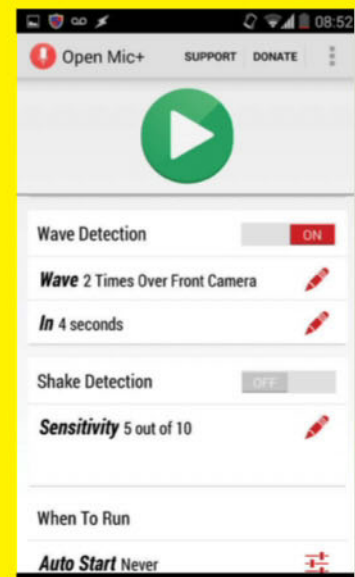 08:52
Open Mic+ SUPPORT DONATE
Wave Detection ON
Wave 2 Times Over Front Camera
In 4 seconds
Shake Detection OFF
Sensitivity 5 out of 10
When To Run
Auto Start Never